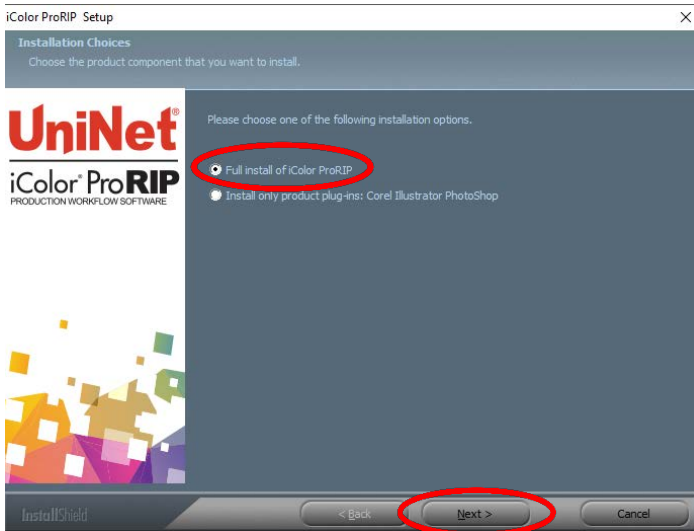 iColor ProRIP Setup
Installation Choices
Choose the product component that you want to install.
UniNet®
iColor® ProRIP
PRODUCTION WORKFLOW SOFTWARE
Please choose one of the following installation options.
Full install of iColor ProRIP
Install only product plug-ins: Corel Illustrator PhotoShop
InstallShield
< Back
Next >
Cancel